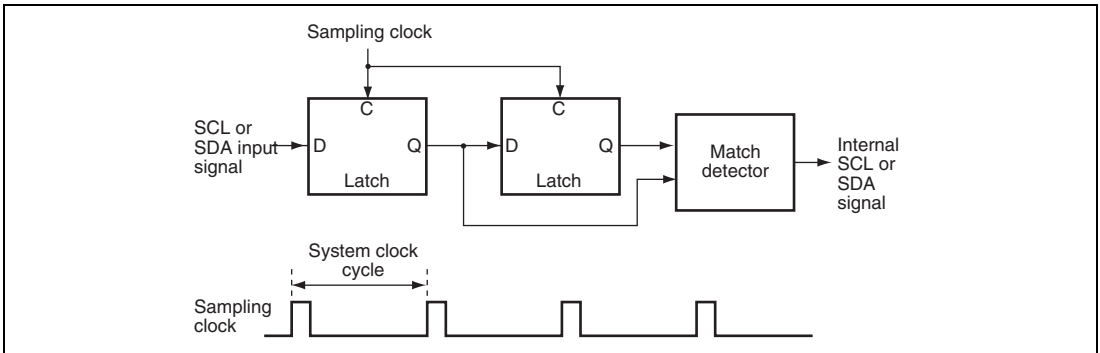 Sampling clock
C
C
SCL or
SDA input
signal
D
Q
D
Q
Latch
Latch
Match
detector
Internal
SCL or
SDA
signal
System clock
cycle
Sampling
clock